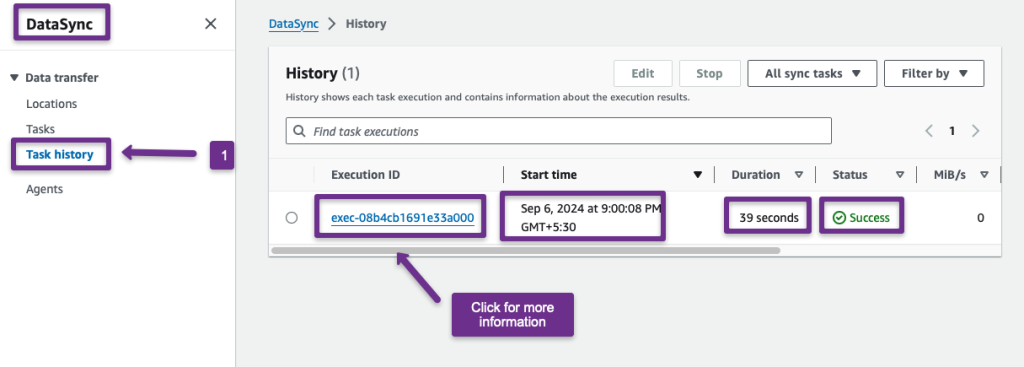 DataSync
Data transfer
Locations
Tasks
Task history
1
Agents
DataSync > History
History (1)
Edit
Stop
All sync tasks
Filter by
History shows each task execution and contains information about the execution results.
Find task executions
1
Execution ID
Start time
Duration
Status
MiB/s
exec-08b4cb1691e33a000
Sep 6, 2024 at 9:00:08 PM
GMT+5:30
39 seconds
Success
0
Click for more
information